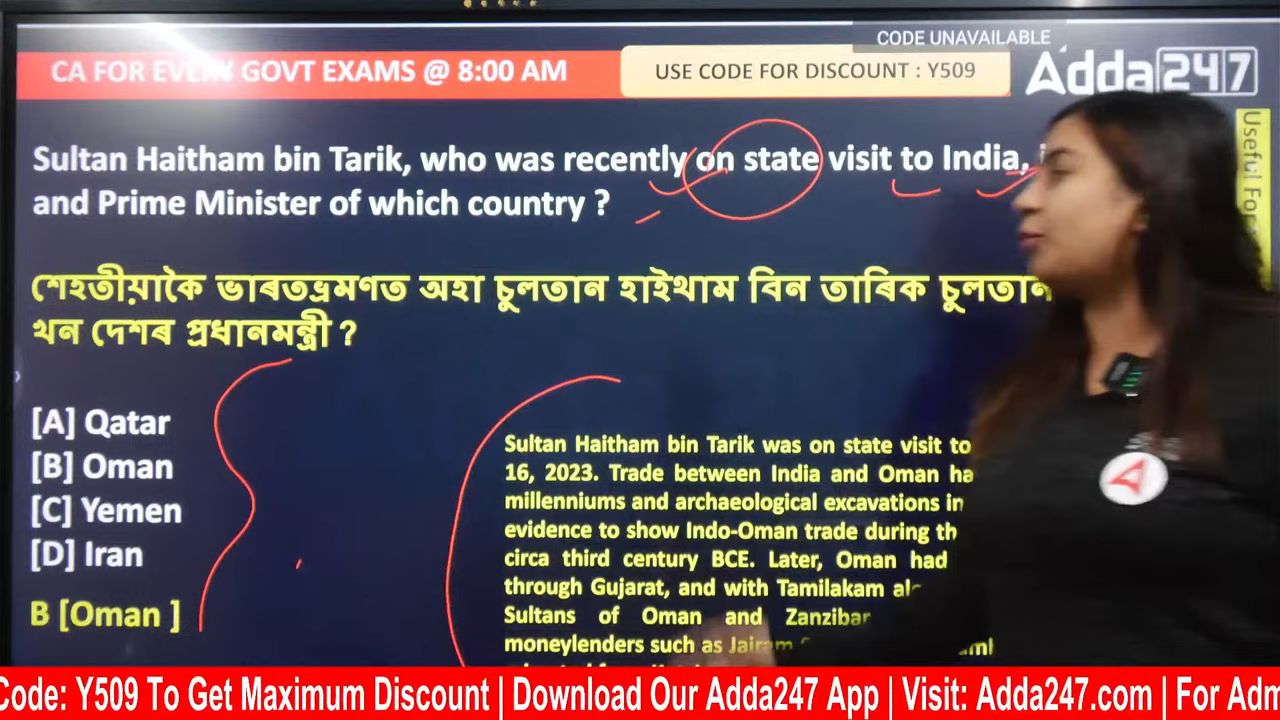 CODE UNAVAILABLE
CA FOR EVERY GOVT EXAMS @ 8:00 AM
USE CODE FOR DISCOUNT : Y509
Adda247
Useful For
Sultan Haitham bin Tarik, who was recently on state visit to India,
and Prime Minister of which country ?
শেহতীয়াকৈ ভাৰতভ্ৰমণত অহা চুলতান হাইথাম বিন তাৰিক চুলতান
খন দেশৰ প্ৰধানমন্ত্ৰী ?
[A] Qatar
[B] Oman
[C] Yemen
[D] Iran
B [Oman ]
Sultan Haitham bin Tarik was on state visit to
16, 2023. Trade between India and Oman
millenniums and archaeological excavations in
evidence to show Indo-Oman trade during
circa third century BCE. Later, Oman had
through Gujarat, and with Tamilakam
Sultans of Oman and Zanzibar
moneylenders such as Jairam
Code: Y509 To Get Maximum Discount | Download Our Adda247 App | Visit: Adda247.com | For